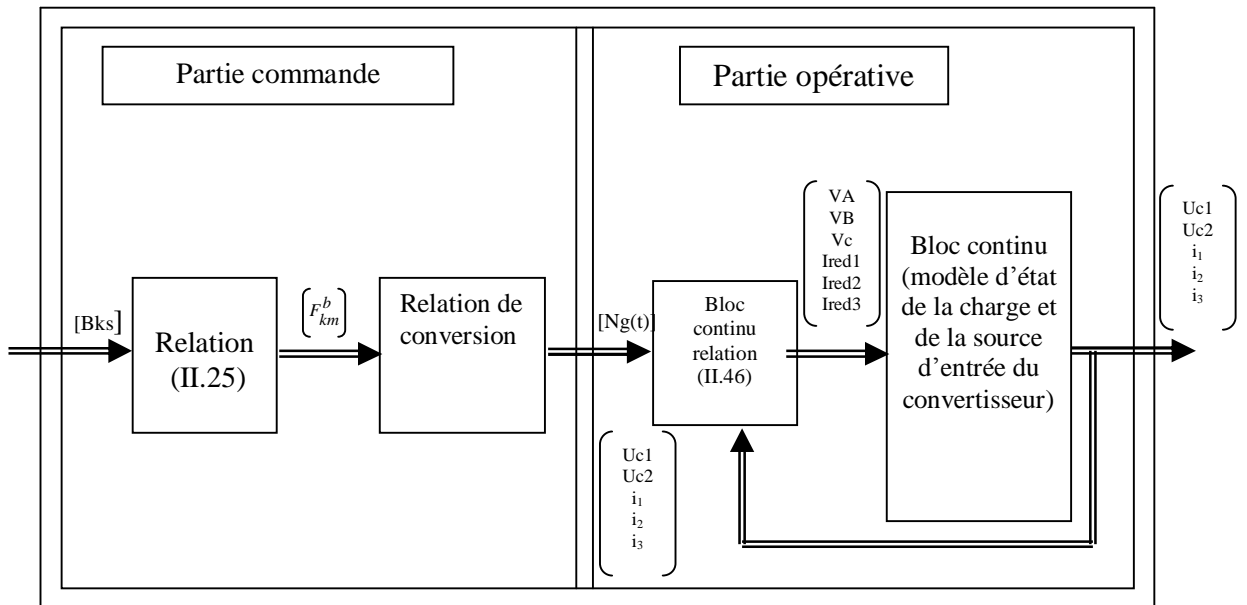 Partie commande
Partie opérative
[Bks]
Relation
(II.25)
F^b_km
Relation de
conversion
[Ng(t)]
Bloc
continu
relation
(II.46)
VA
VB
Vc
Ired1
Ired2
Ired3
Bloc continu
(modèle d'état
de la charge et
de la source
d'entrée du
convertisseur)
Uc1
Uc2
i₁
i₂
i₃
Uc1
Uc2
i₁
i₂
i₃